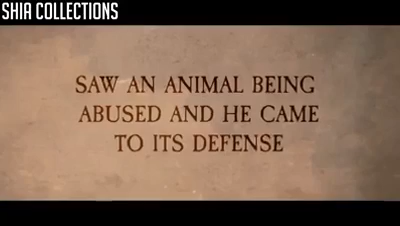 SHIA COLLECTIONS
SAW AN ANIMAL BEING
ABUSED AND HE CAME
TO ITS DEFENSE